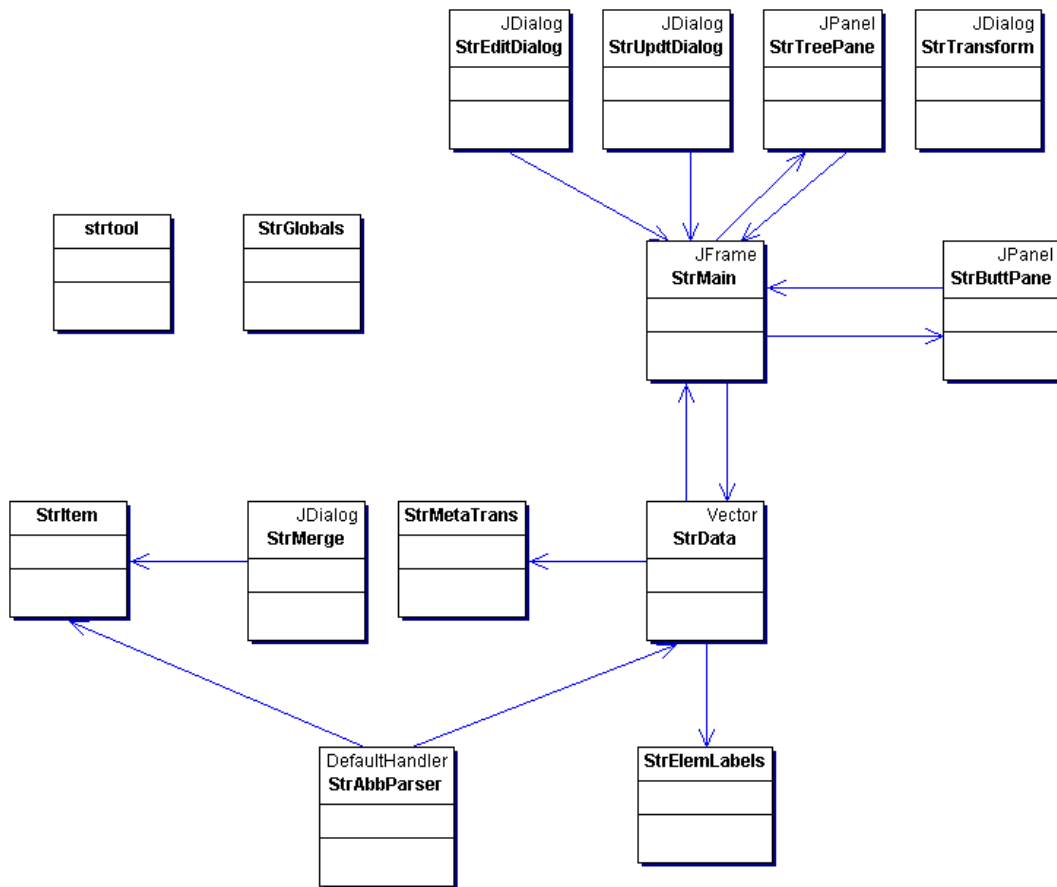 JDialog
StrEditDialog
JDialog
StrUpdtDialog
JPanel
StrTreePane
JDialog
StrTransform
strtool
StrGlobals
JFrame
StrMain
JPanel
StrButtPane
StrItem
JDialog
StrMerge
StrMetaTrans
Vector
StrData
DefaultHandler
StrAbbParser
StrElemLabels